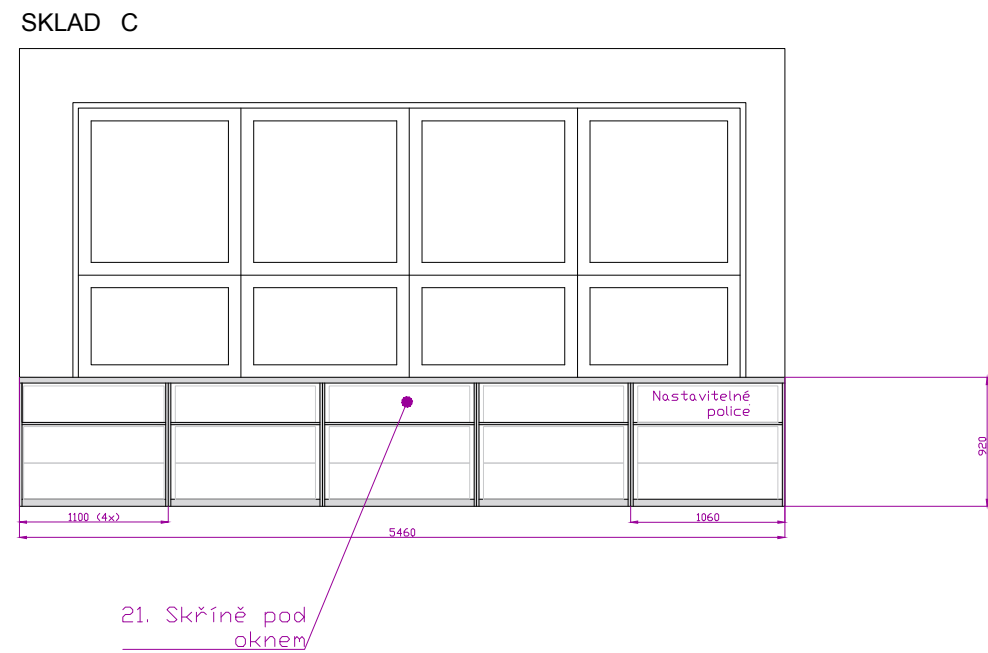 SKLAD C
Nastavitelné
police
920
1100 (4x)
1060
5460
21. Skříně pod
oknem